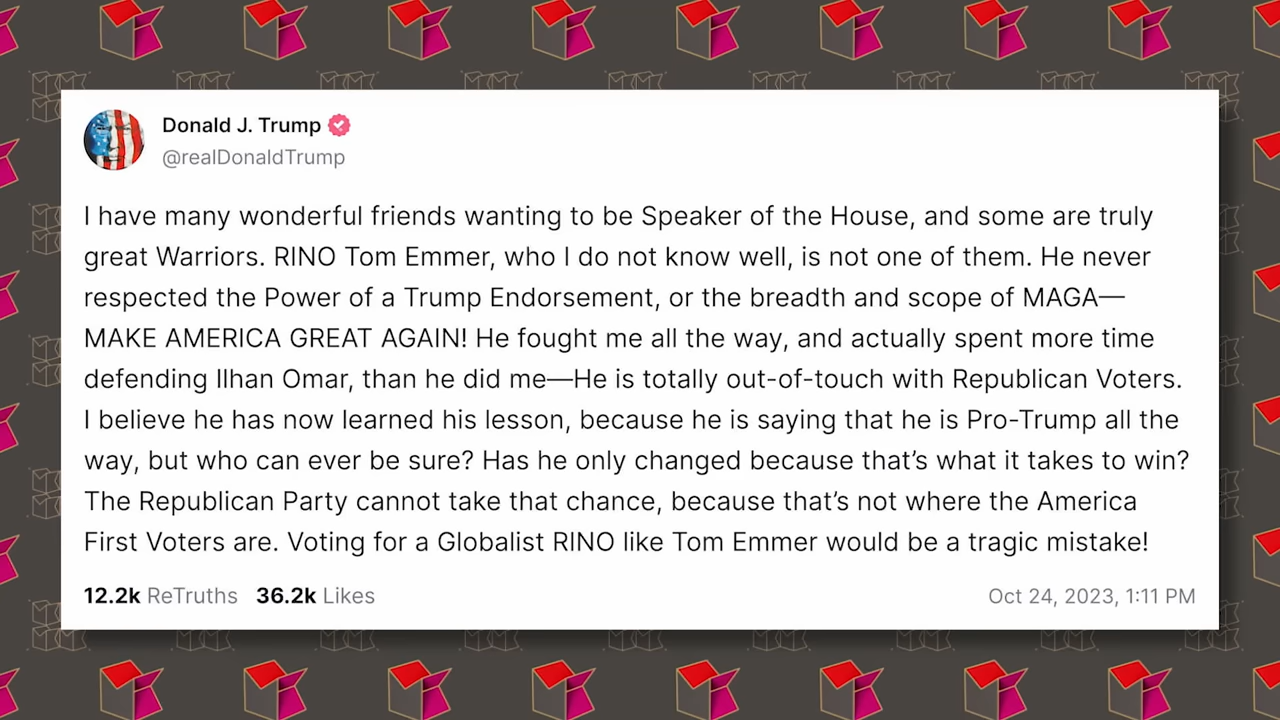 Donald J. Trump
@realDonaldTrump
I have many wonderful friends wanting to be Speaker of the House, and some are truly
great Warriors. RINO Tom Emmer, who I do not know well, is not one of them. He never
respected the Power of a Trump Endorsement, or the breadth and scope of MAGA—
MAKE AMERICA GREAT AGAIN! He fought me all the way, and actually spent more time
defending Ilhan Omar, than he did me—He is totally out-of-touch with Republican Voters.
I believe he has now learned his lesson, because he is saying that he is Pro-Trump all the
way, but who can ever be sure? Has he only changed because that’s what it takes to win?
The Republican Party cannot take that chance, because that’s not where the America
First Voters are. Voting for a Globalist RINO like Tom Emmer would be a tragic mistake!
12.2k ReTruths 36.2k Likes Oct 24, 2023, 1:11 PM